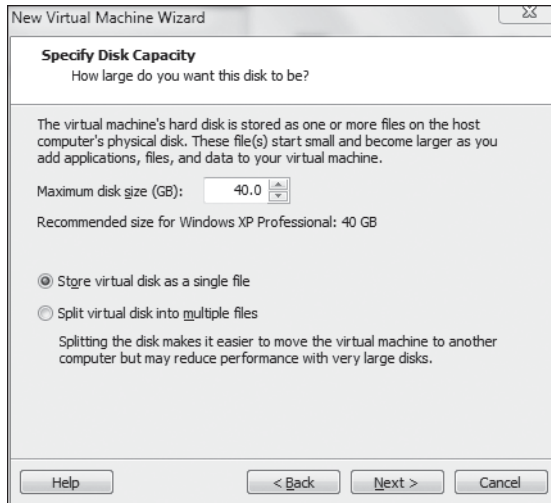 New Virtual Machine Wizard
Specify Disk Capacity
How large do you want this disk to be?
The virtual machine's hard disk is stored as one or more files on the host
computer's physical disk. These file(s) start small and become larger as you
add applications, files, and data to your virtual machine.
Maximum disk size (GB): 40.0
Recommended size for Windows XP Professional: 40 GB
Store virtual disk as a single file
Split virtual disk into multiple files
Splitting the disk makes it easier to move the virtual machine to another
computer but may reduce performance with very large disks.
Help < Back Next > Cancel